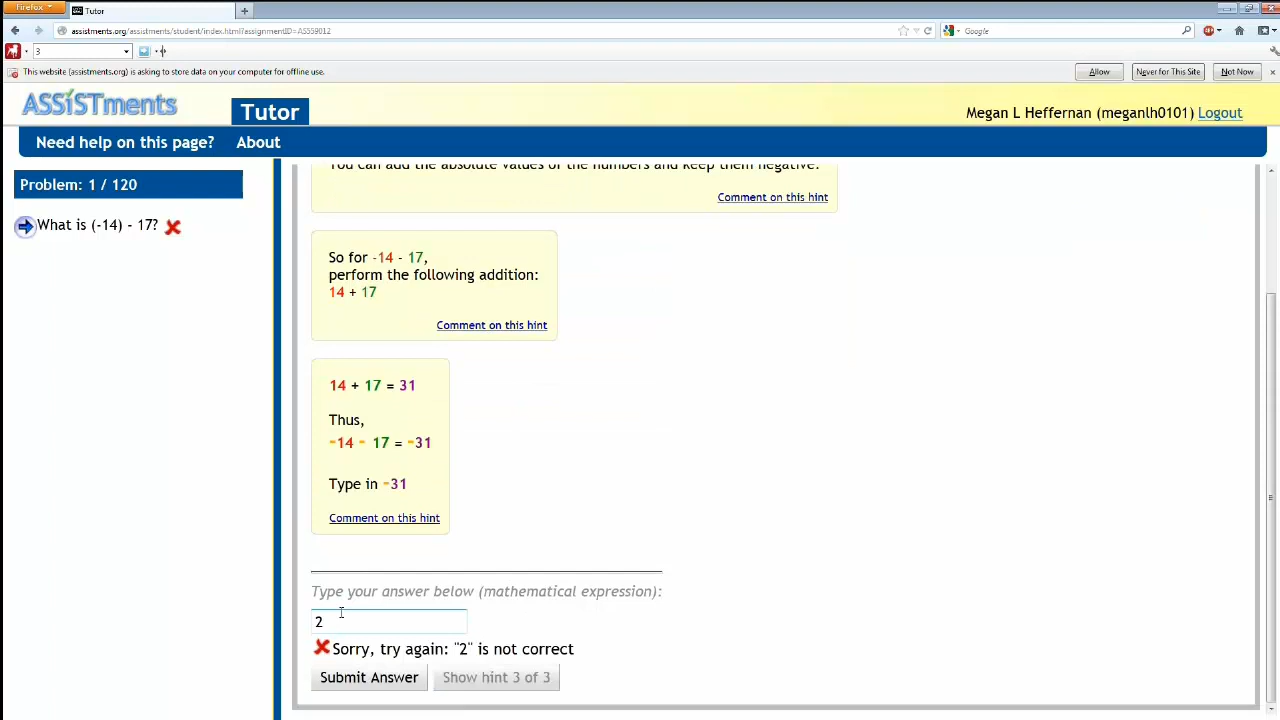 Firefox
Tutor
assistments.org/assistments/student/index.html?assignmentID=AS559012
Google
3
This website (assistments.org) is asking to store data on your computer for offline use.
Allow
Never for This Site
Not Now
ASSiSTments
Tutor
Megan L Heffernan (meganlh0101) Logout
Need help on this page?
About
Problem: 1 / 120
What is (-14) - 17?
You can add the absolute values of the numbers and keep them negative.
Comment on this hint
So for -14 - 17,
perform the following addition:
14 + 17
Comment on this hint
14 + 17 = 31
Thus,
-14 - 17 = -31
Type in -31
Comment on this hint
Type your answer below (mathematical expression):
2
Sorry, try again: "2" is not correct
Submit Answer
Show hint 3 of 3